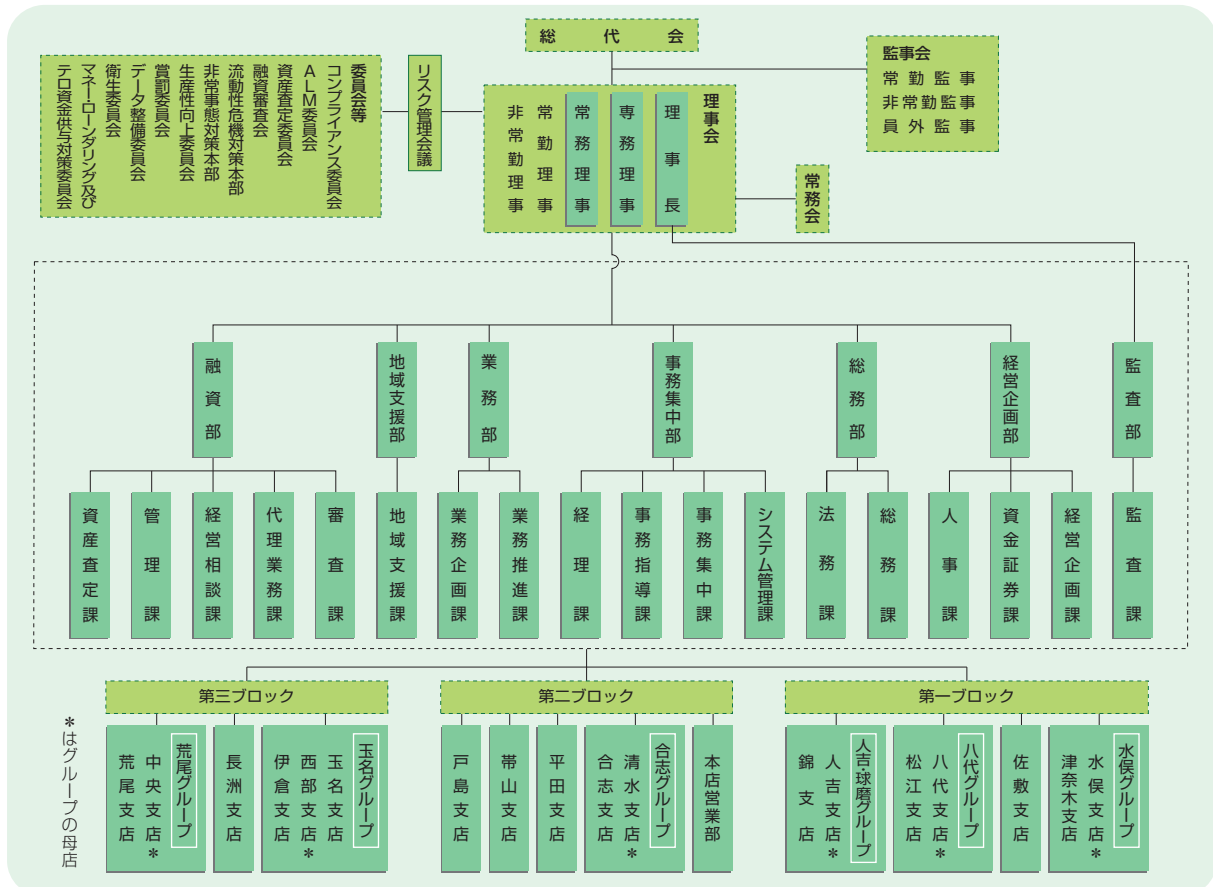 総代会
監事会
常勤監事
非常勤監事
員外監事
理事会
理事長
専務理事
常務理事
常勤理事
非常勤理事
常務会
リスク管理会議
委員会等
コンプライアンス委員会
ALM委員会
資産査定委員会
融資審査会
流動性危機対策本部
非常事態対策本部
生産性向上委員会
賞罰委員会
データ整備委員会
衛生委員会
マネー・ローンダリング及び
テロ資金供与対策委員会
監査部
経営企画部
総務部
事務集中部
業務部
地域支援部
融資部
監査課
経営企画課
資金証券課
人事課
総務課
法務課
システム管理課
事務集中課
事務指導課
経理課
業務推進課
業務企画課
地域支援課
審査課
代理業務課
経営相談課
管理課
資産査定課
第一ブロック
水俣グループ
水俣支店*
津奈木支店
佐敷支店
八代グループ
八代支店*
松江支店
人吉・球磨グループ
人吉支店*
錦支店
第二ブロック
本店営業部
合志グループ
清水支店*
合志支店
平田支店
帯山支店
戸島支店
第三ブロック
玉名グループ
玉名支店
西部支店*
伊倉支店
長洲支店
荒尾グループ
中央支店*
荒尾支店
*はグループの母店